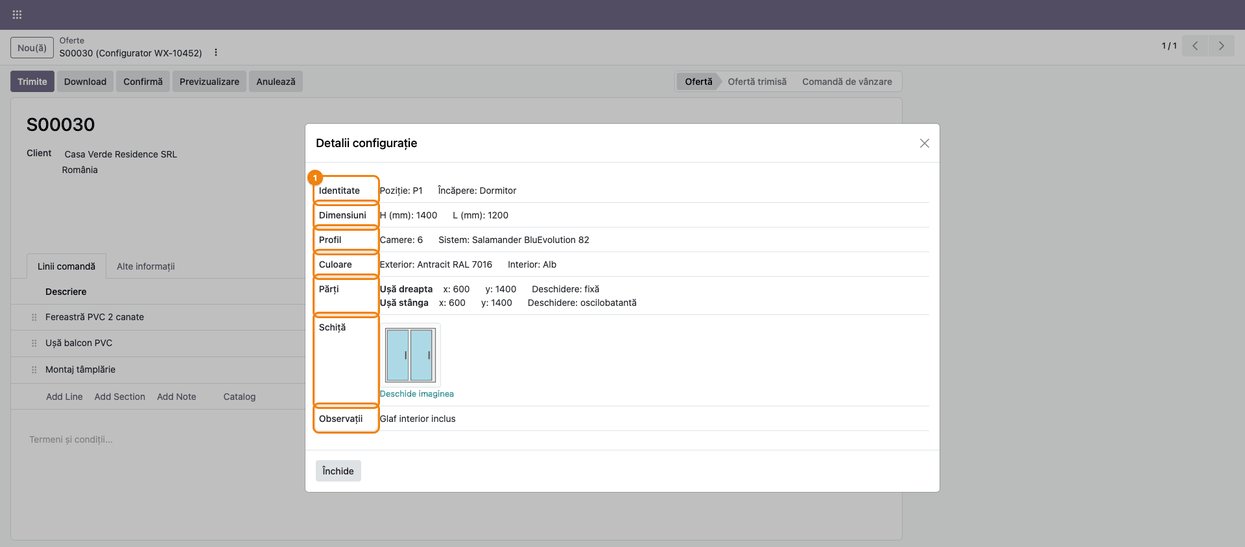 Nou(ă)
Oferte
S00030 (Configurator WX-10452)
1 / 1
Trimite Download Confirmă Previzualizare Anulează
Ofertă Ofertă trimisă Comandă de vânzare
S00030
Client Casa Verde Residence SRL
România
Linii comandă Alte informații
Descriere
Fereastră PVC 2 canate
Ușă balcon PVC
Montaj tâmplărie
Add Line Add Section Add Note Catalog
Termeni și condiții...
Detalii configurație
1
Identitate Poziție: P1 Încăpere: Dormitor
Dimensiuni H (mm): 1400 L (mm): 1200
Profil Camere: 6 Sistem: Salamander BluEvolution 82
Culoare Exterior: Antracit RAL 7016 Interior: Alb
Părți Ușă dreapta x: 600 y: 1400 Deschidere: fixă
Ușă stânga x: 600 y: 1400 Deschidere: oscilobatantă
Schiță
Deschide imaginea
Observații Glaf interior inclus
Închide